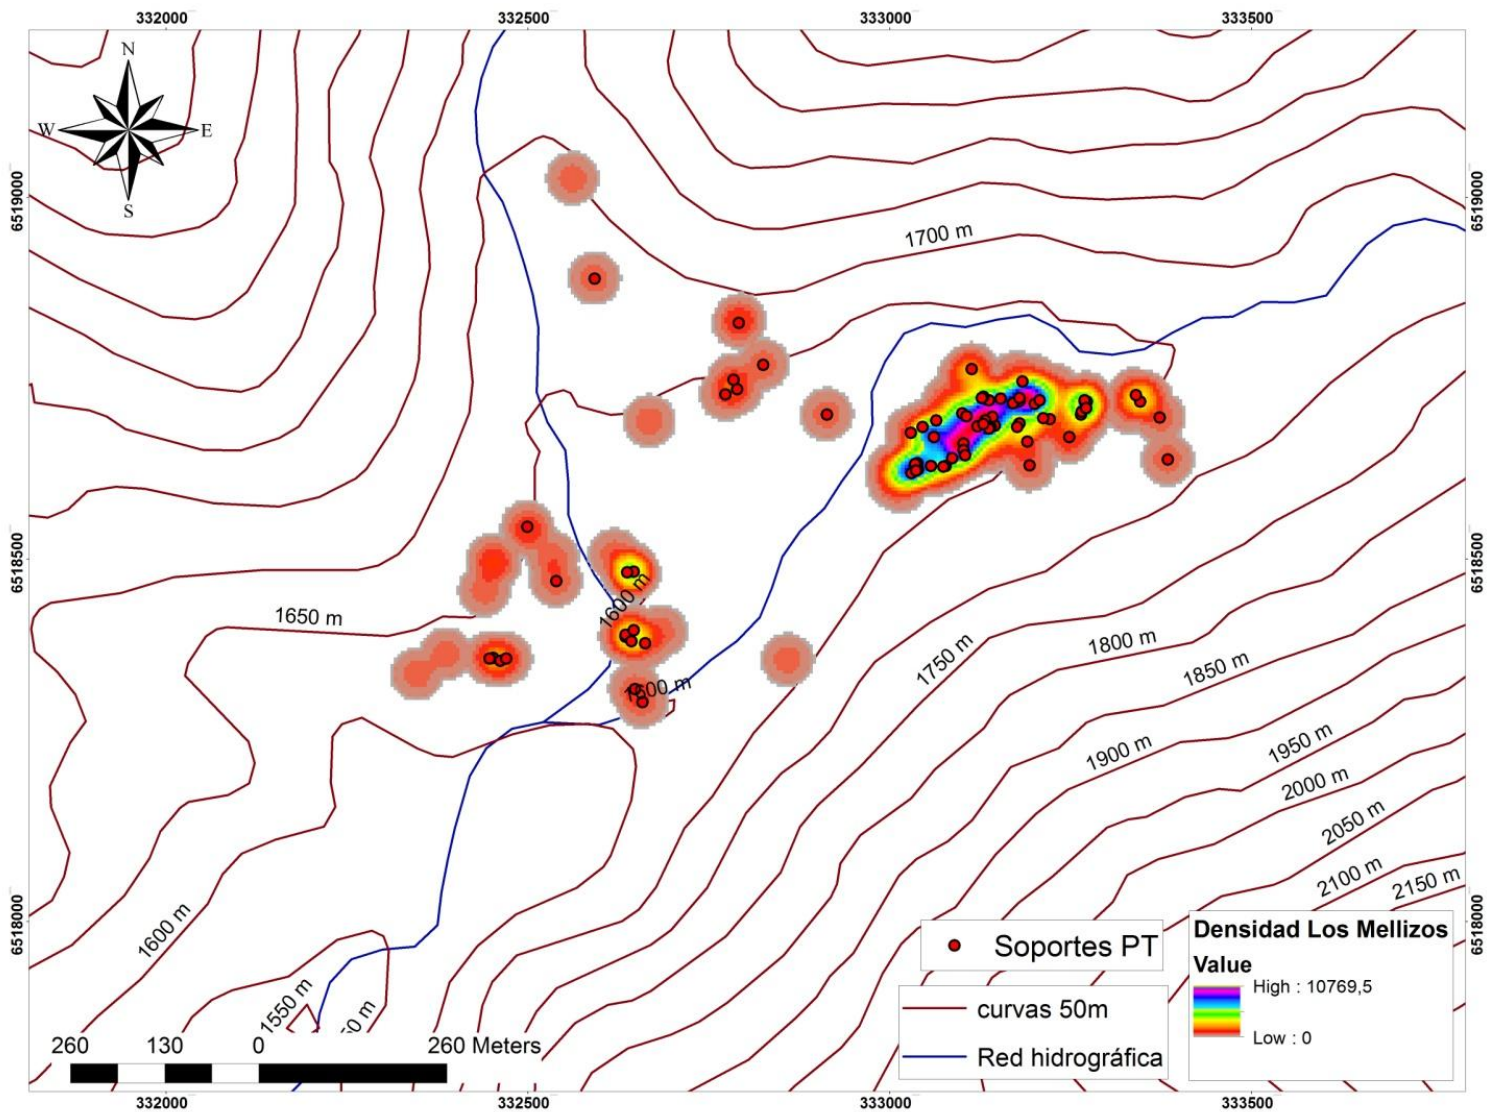 332000 332500 333000 333500
N
W E
S
6519000 6519000
1700 m
6518500 6518500
1600 m
1650 m
1600 m
1750 m
1800 m
1850 m
1900 m
1950 m
2000 m
2050 m
2100 m
2150 m
1600 m
6518000 6518000
1550 m
50 m
Soportes PT
curvas 50m
Red hidrográfica
Densidad Los Mellizos
Value
High : 10769,5
Low : 0
260 130 0 260 Meters
332000 332500 333000 333500